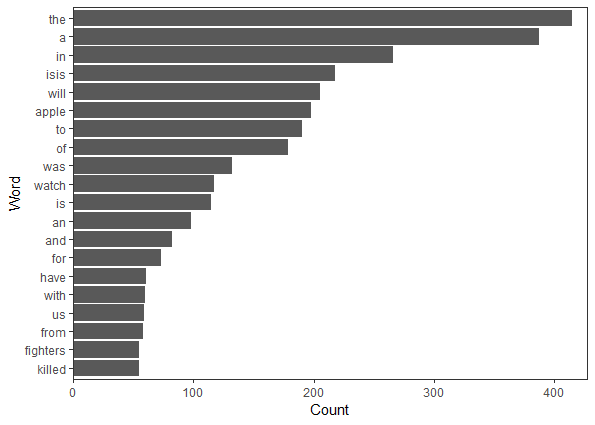 the
a
in
isis
will
apple
to
of
was
watch
is
an
and
for
have
with
us
from
fighters
killed
Word
0 100 200 300 400
Count